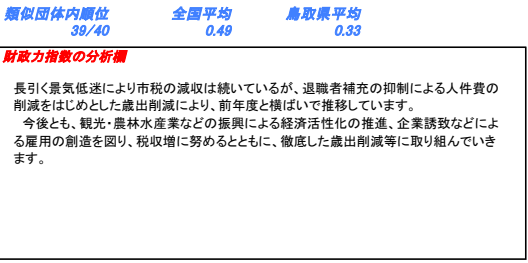 類似団体内順位 全国平均 鳥取県平均
39/40 0.49 0.33
財政力指数の分析欄
長引く景気低迷により市税の減収は続いているが、退職者補充の抑制による人件費の
削減をはじめとした歳出削減により、前年度と横ばいで推移しています。
今後とも、観光・農林水産業などの振興による経済活性化の推進、企業誘致などによ
る雇用の創造を図り、税収増に努めるとともに、徹底した歳出削減等に取り組んでいき
ます。